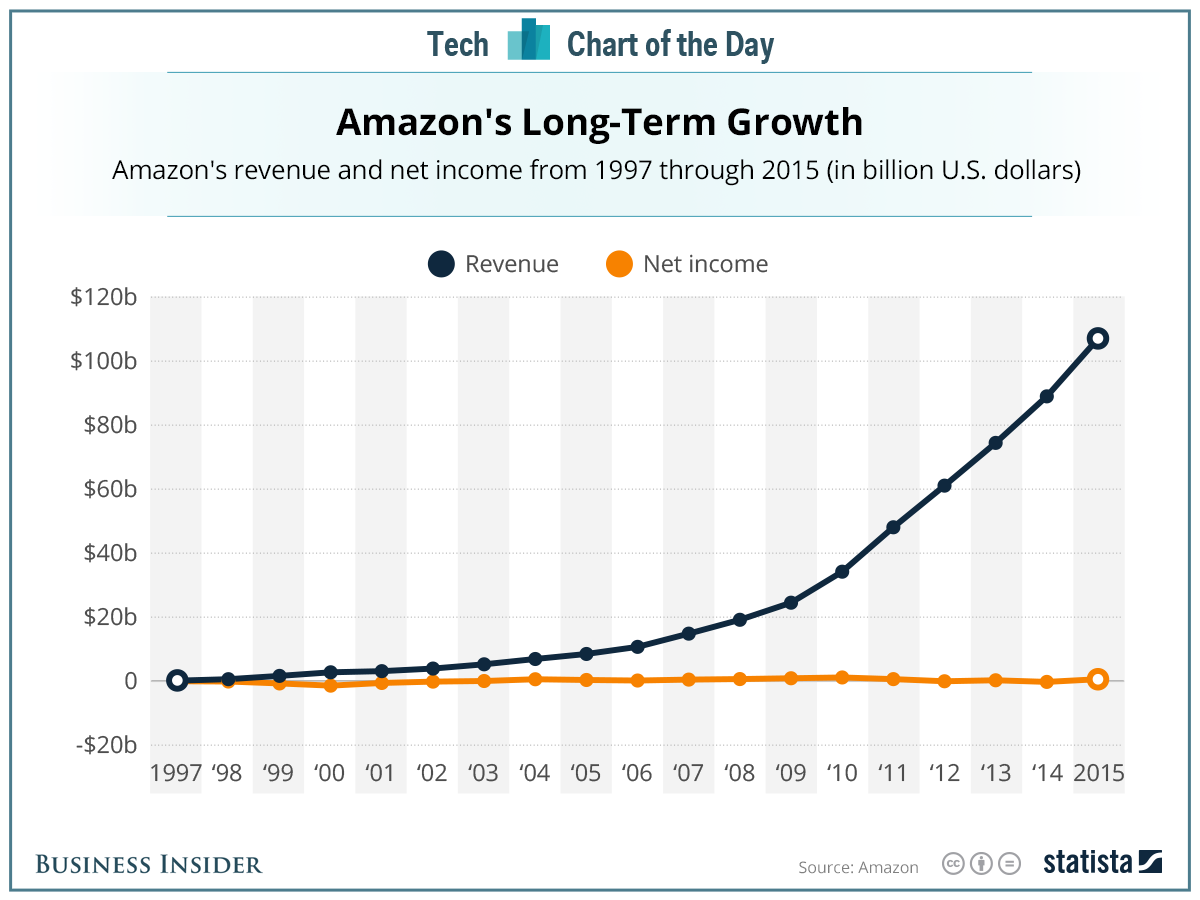 Tech Chart of the Day
Amazon's Long-Term Growth
Amazon's revenue and net income from 1997 through 2015 (in billion U.S. dollars)
Revenue Net income
$120b
$100b
$80b
$60b
$40b
$20b
0
-$20b
1997 ‘98 ‘99 ‘00 ‘01 ‘02 ‘03 ‘04 ‘05 ‘06 ‘07 ‘08 ‘09 ‘10 ‘11 ‘12 ‘13 ‘14 2015
BUSINESS INSIDER Source: Amazon cc statista